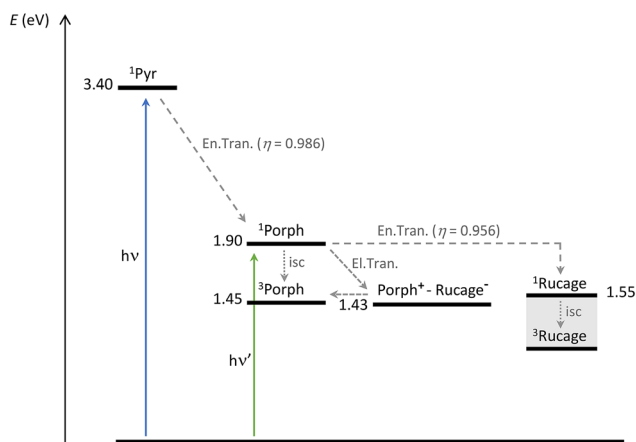 E (eV)
¹Pyr
3.40
En.Tran. (η = 0.986)
¹Porph
1.90
En.Tran. (η = 0.956)
hν
isc
El.Tran.
³Porph
1.45
Porph⁺ - Rucage⁻
1.43
¹Rucage
1.55
isc
³Rucage
hν'